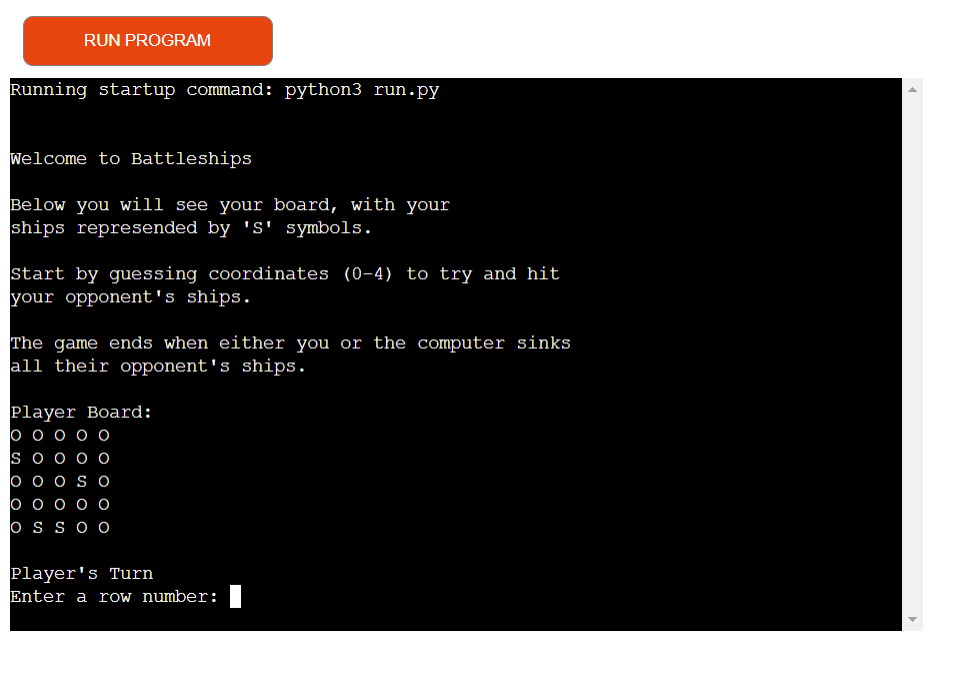 RUN PROGRAM
Running startup command: python3 run.py
Welcome to Battleships
Below you will see your board, with your
ships represended by 'S' symbols.
Start by guessing coordinates (0-4) to try and hit
your opponent's ships.
The game ends when either you or the computer sinks
all their opponent's ships.
Player Board:
O O O O O
S O O O O
O O O S O
O O O O O
O S S O O
Player's Turn
Enter a row number: